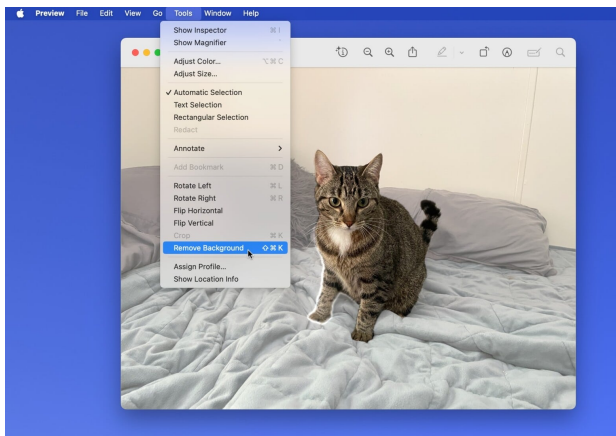 Preview File Edit View Go Tools Window Help
Show Inspector ⌘ I
Show Magnifier
Adjust Color... ⌥ ⌘ C
Adjust Size...
✓ Automatic Selection
Text Selection
Rectangular Selection
Redact
Annotate >
Add Bookmark ⌘ D
Rotate Left ⌘ L
Rotate Right ⌘ R
Flip Horizontal
Flip Vertical
Crop ⌘ K
Remove Background ⇧ ⌘ K
Assign Profile...
Show Location Info